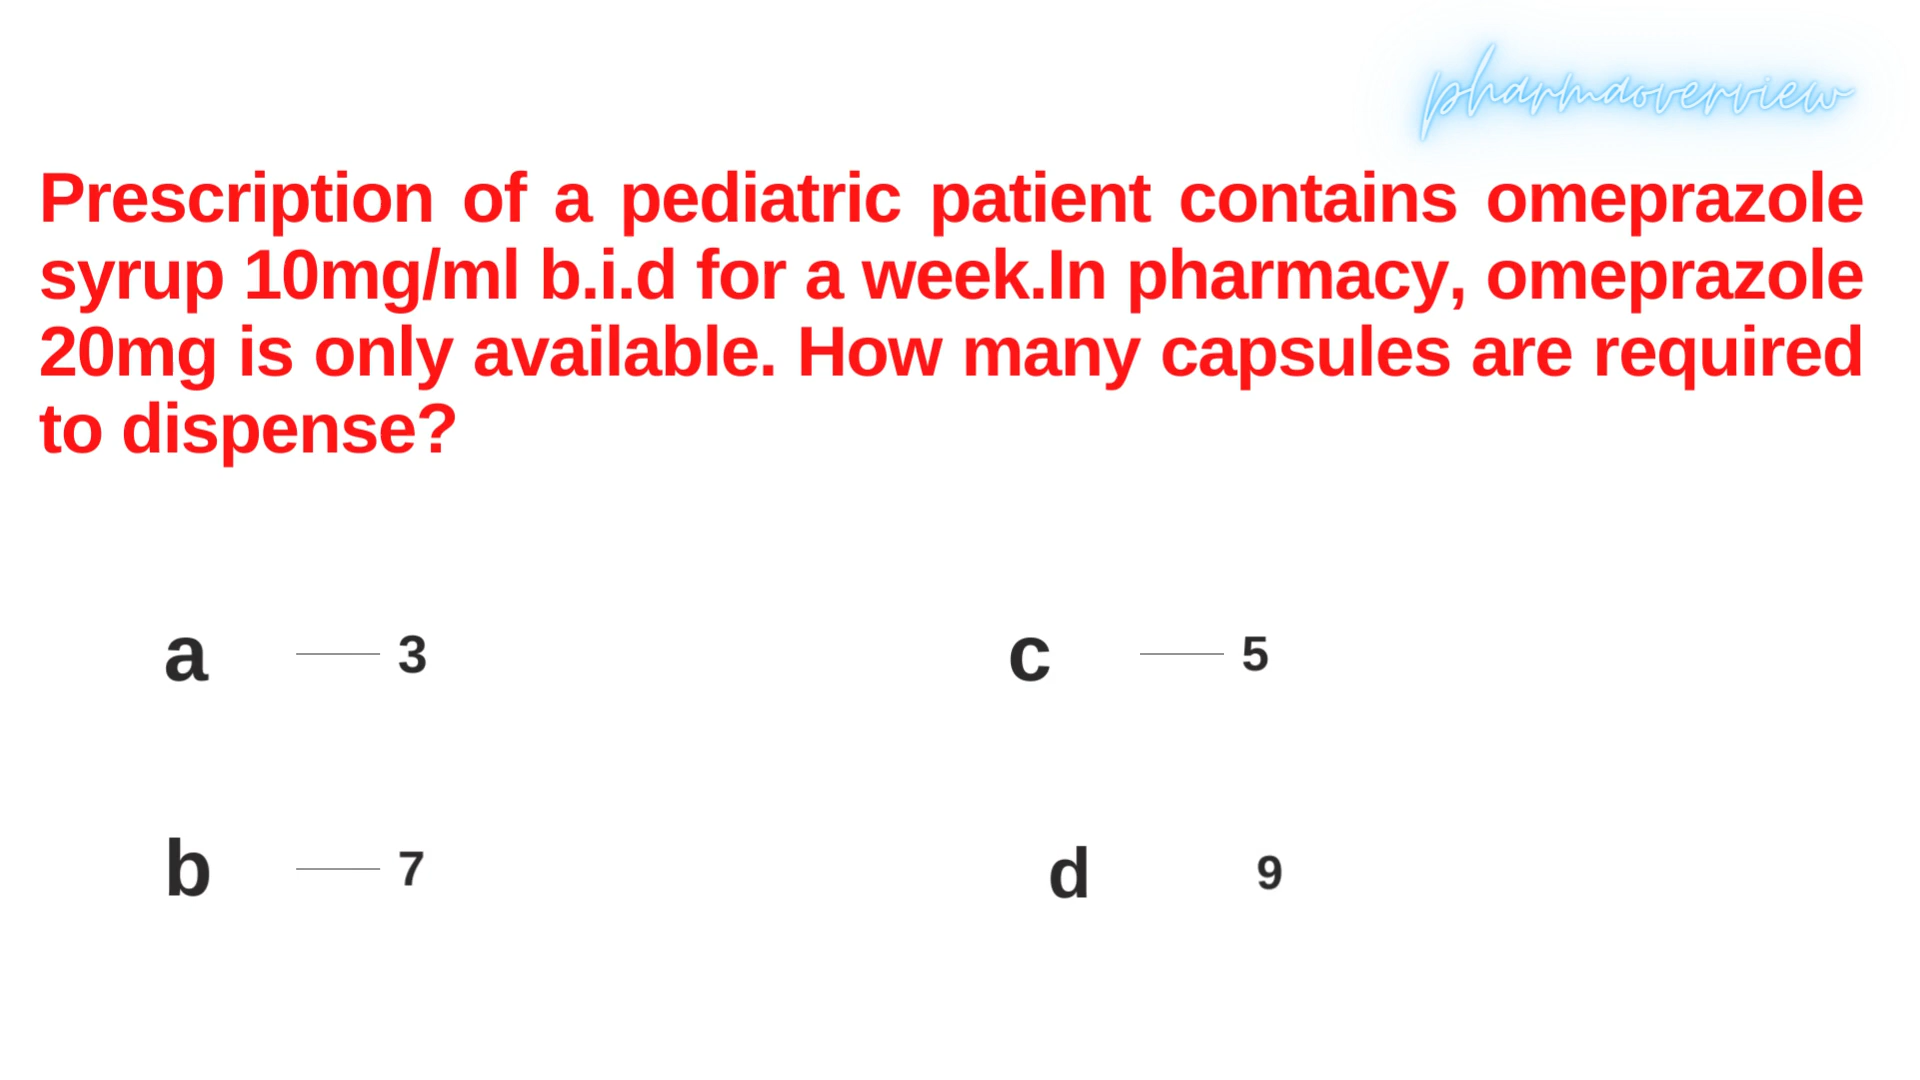 pharmaoverview
Prescription of a pediatric patient contains omeprazole
syrup 10mg/ml b.i.d for a week.In pharmacy, omeprazole
20mg is only available. How many capsules are required
to dispense?
a 3
c 5
b 7
d 9